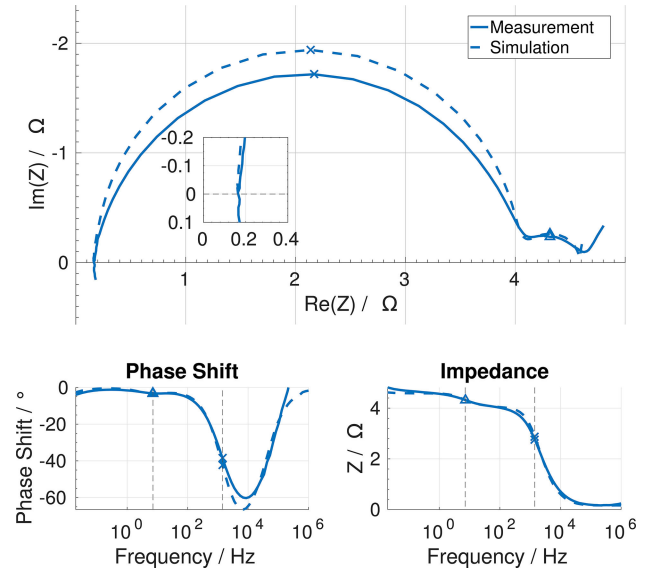 Measurement
Simulation
-2
-1
0
Im(Z) / Ω
-0.2
-0.1
0
0.1
0 0.2 0.4
1 2 3 4
Re(Z) / Ω
Phase Shift
0
-20
-40
-60
Phase Shift / °
10^0 10^2 10^4 10^6
Frequency / Hz
Impedance
4
2
0
Z / Ω
10^0 10^2 10^4 10^6
Frequency / Hz